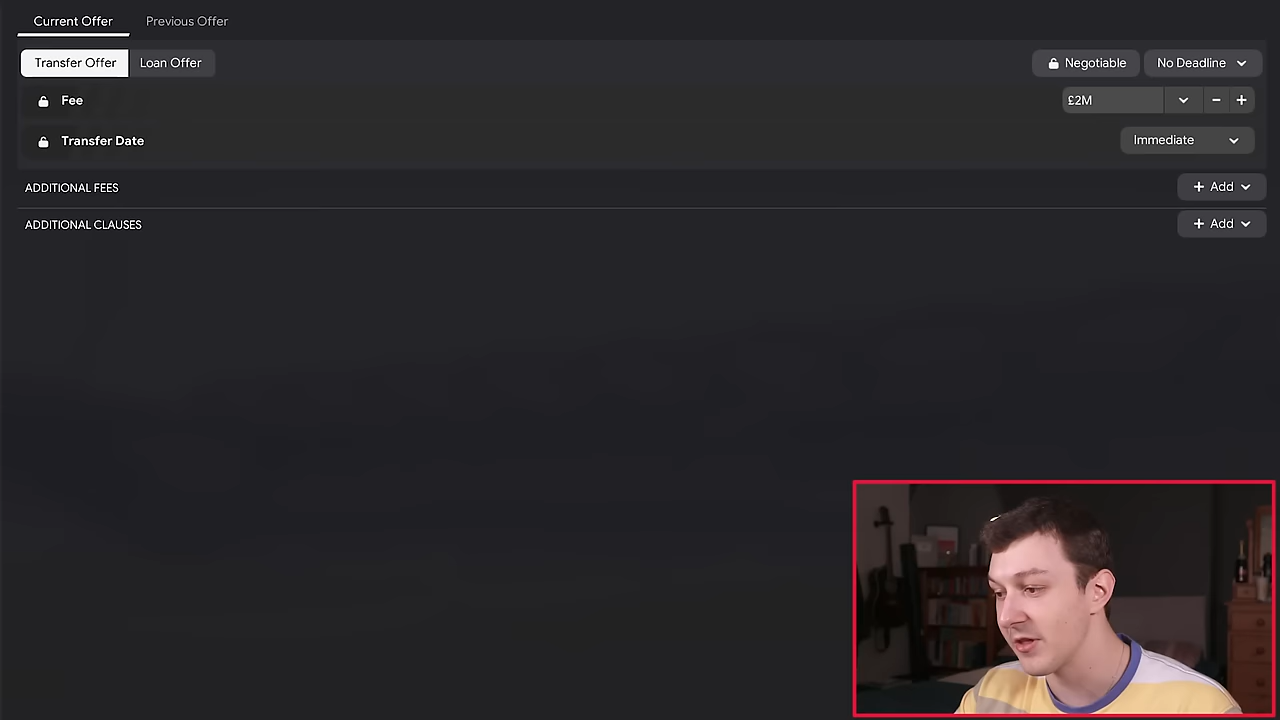 Current Offer Previous Offer
Transfer Offer Loan Offer Negotiable No Deadline
Fee £2M
Transfer Date Immediate
ADDITIONAL FEES + Add
ADDITIONAL CLAUSES + Add